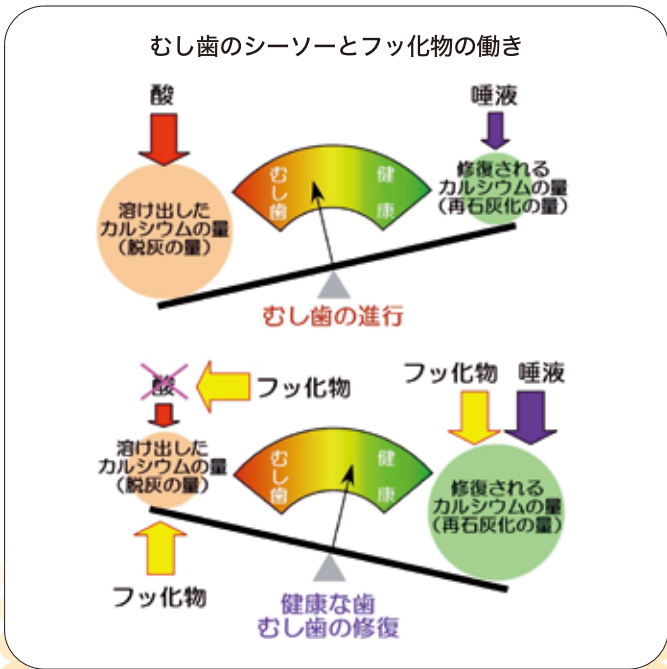 むし歯のシーソーとフッ化物の働き
酸
唾液
むし歯
健康
溶け出した
カルシウムの量
（脱灰の量）
修復される
カルシウムの量
（再石灰化の量）
むし歯の進行
酸
フッ化物
フッ化物
唾液
溶け出した
カルシウムの量
（脱灰の量）
むし歯
健康
修復される
カルシウムの量
（再石灰化の量）
フッ化物
健康な歯
むし歯の修復